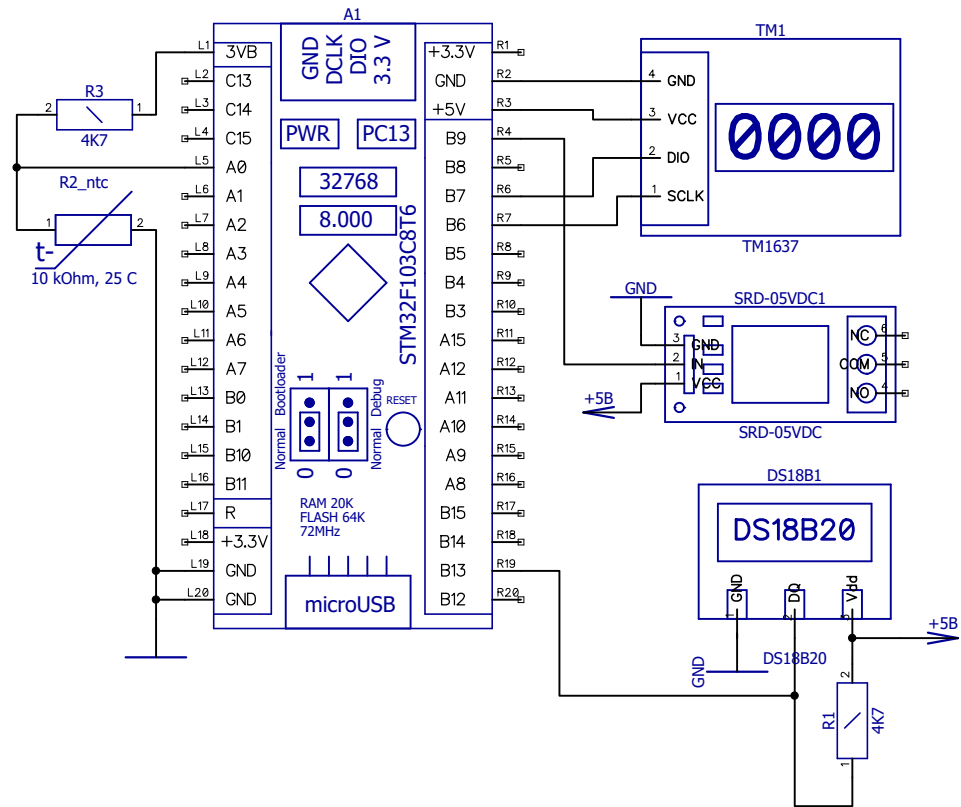 A1
GND
DCLK
DIO
3.3 V
PWR
PC13
32768
8.000
STM32F103C8T6
Normal Bootloader
1
0
1
0
Normal Debug
RESET
RAM 20K
FLASH 64K
72MHz
microUSB
L1 3VB
L2 C13
L3 C14
L4 C15
L5 A0
L6 A1
L7 A2
L8 A3
L9 A4
L10 A5
L11 A6
L12 A7
L13 B0
L14 B1
L15 B10
L16 B11
L17 R
L18 +3.3V
L19 GND
L20 GND
+3.3V R1
GND R2
+5V R3
B9 R4
B8 R5
B7 R6
B6 R7
B5 R8
B4 R9
B3 R10
A15 R11
A12 R12
A11 R13
A10 R14
A9 R15
A8 R16
B15 R17
B14 R18
B13 R19
B12 R20
R3
2 1
4K7
R2_ntc
1 2
t-
10 kOhm, 25 C
TM1
4 GND
3 VCC
2 DIO
1 SCLK
0000
TM1637
GND
SRD-05VDC1
3 GND
2 IN
1 VCC
NC 6
COM 5
NO 4
+5B
SRD-05VDC
DS18B1
DS18B20
GND
DQ
Vdd
1
2
3
GND
DS18B20
+5B
2
R1
4K7
1